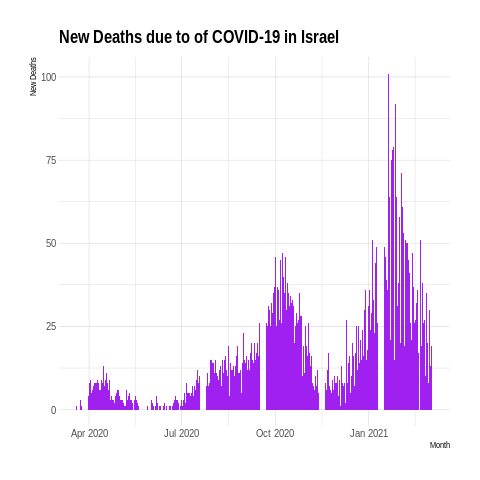 New Deaths due to of COVID-19 in Israel
New Deaths
100
75
50
25
0
Apr 2020 Jul 2020 Oct 2020 Jan 2021
Month